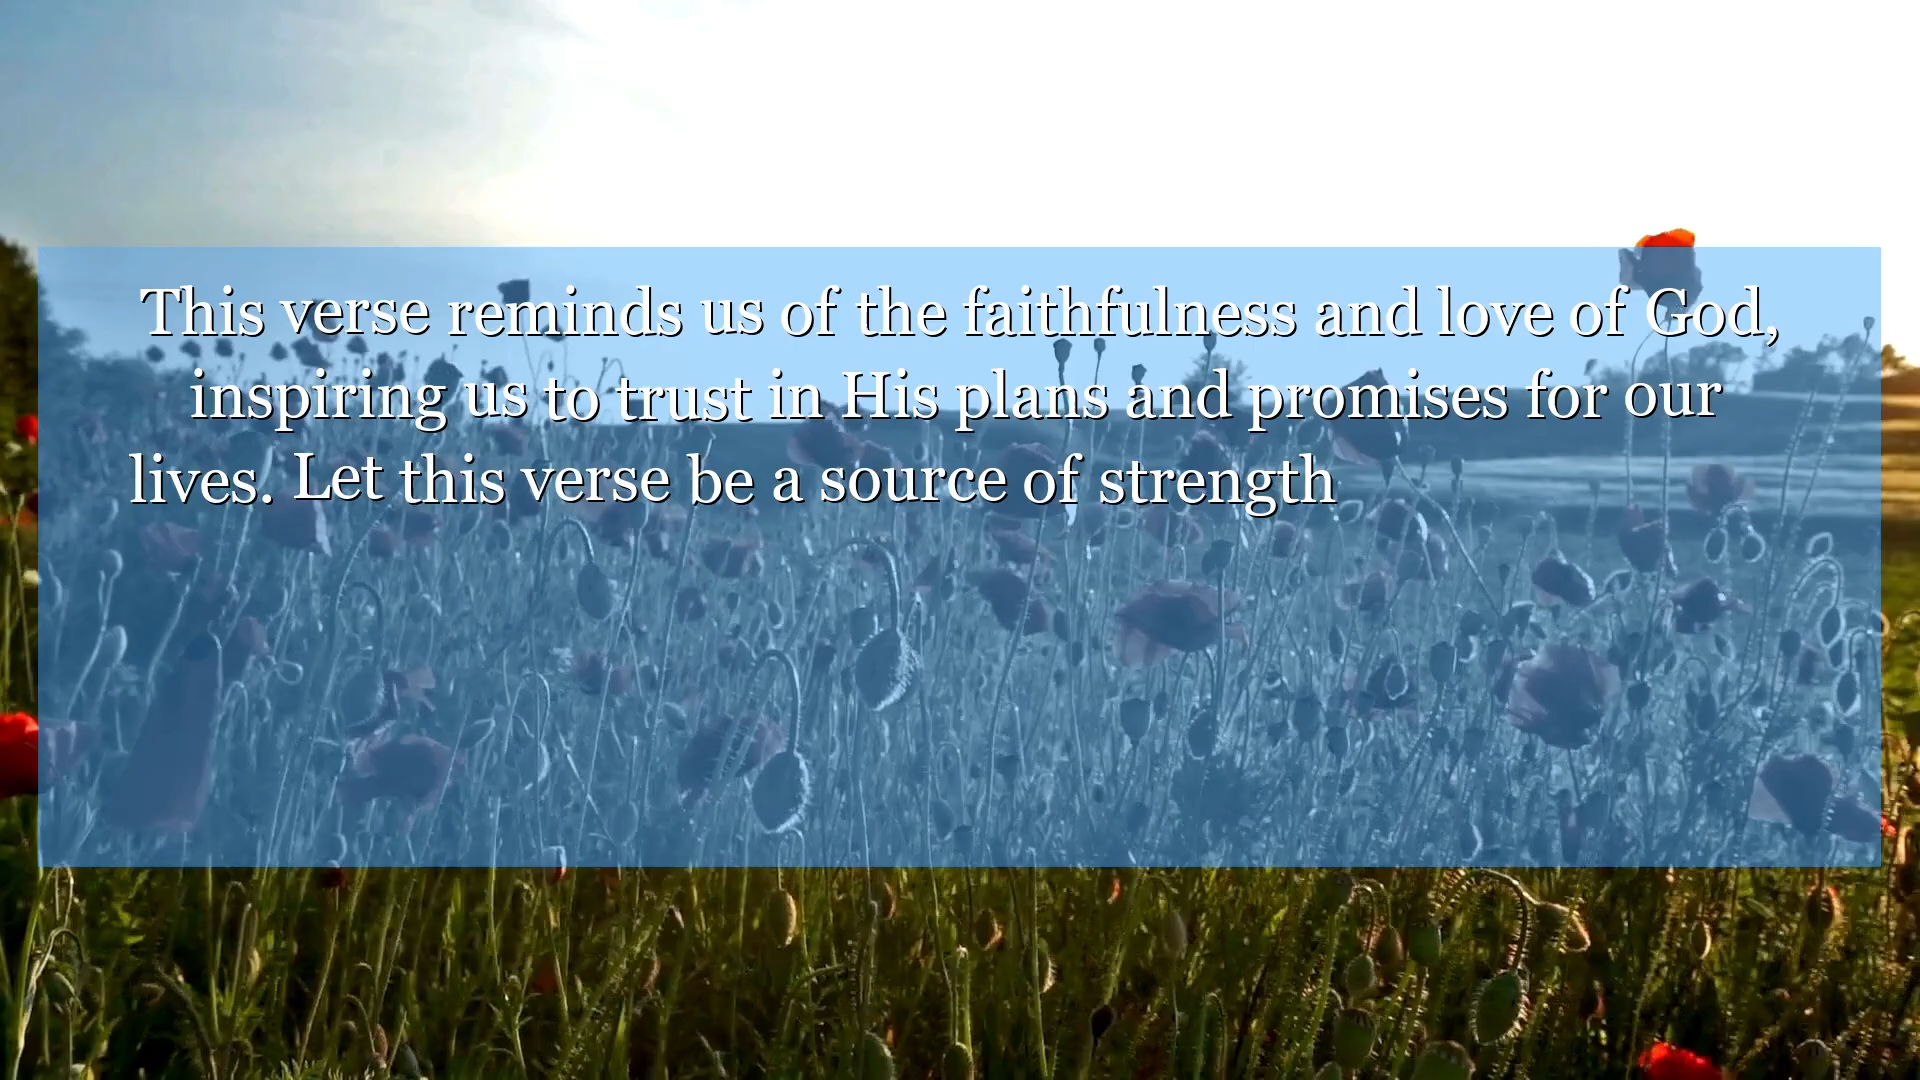 This verse reminds us of the faithfulness and love of God,
inspiring us to trust in His plans and promises for our
lives. Let this verse be a source of strength